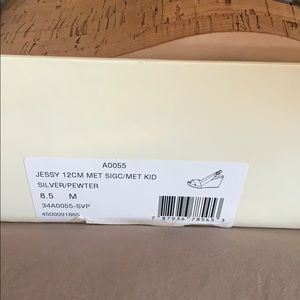 A0055
JESSY 12CM MET SIGC/MET KID
SILVER/PEWTER
8.5 M
34A0055-SVP
4500091865
7 87936 78545 3